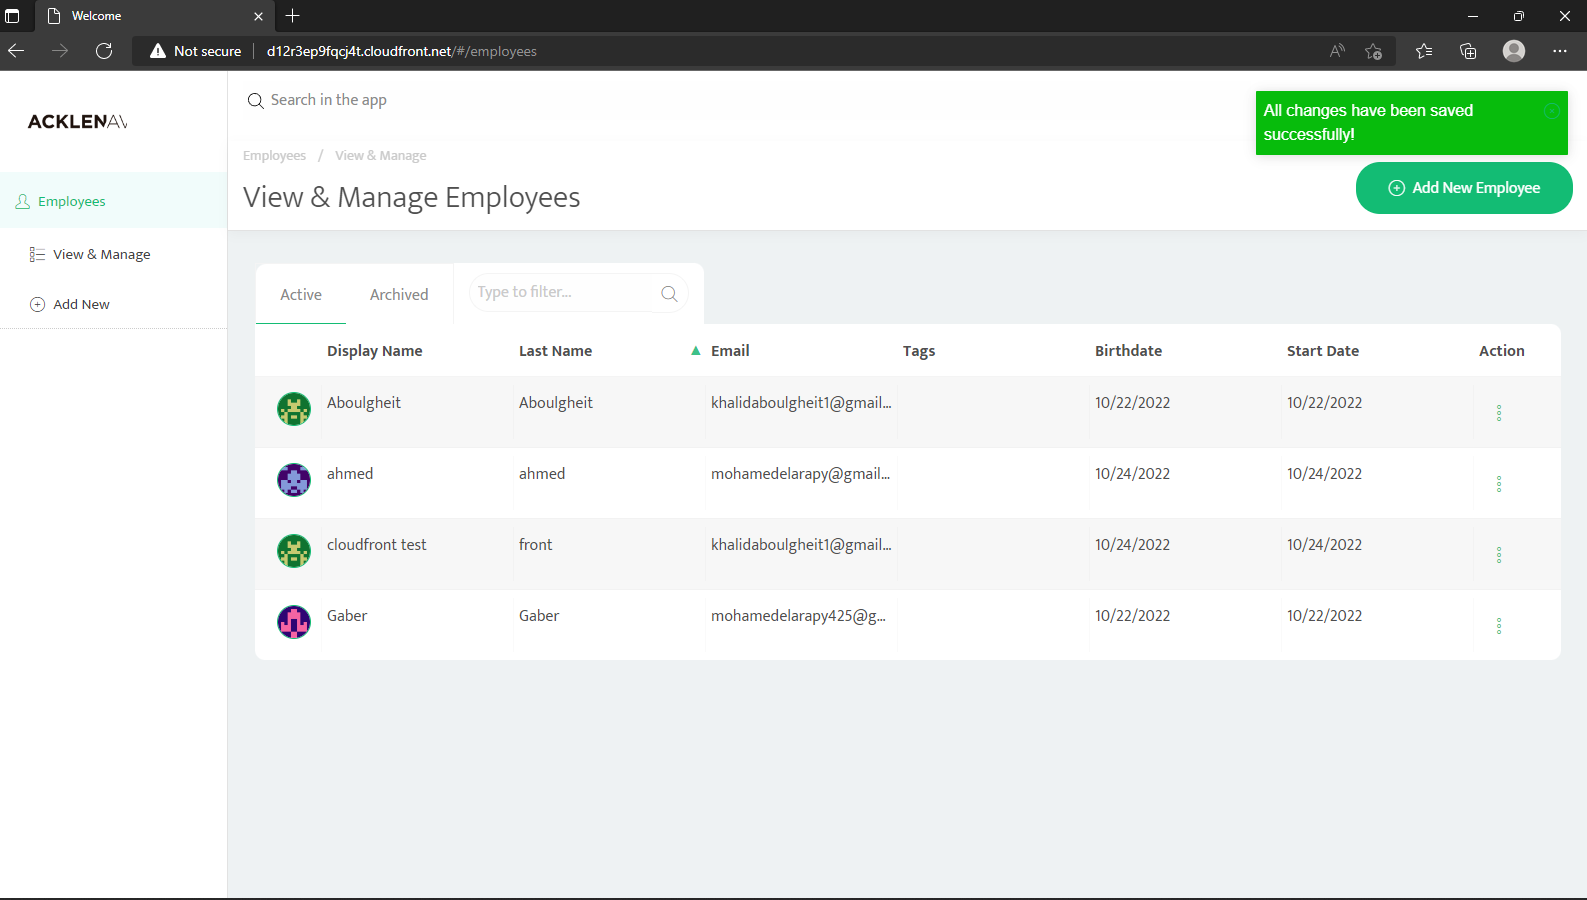 Welcome
Not secure d12r3ep9fqcj4t.cloudfront.net/#/employees
ACKLENAV
Search in the app
All changes have been saved
successfully!
Employees / View & Manage
View & Manage Employees
Add New Employee
Employees
View & Manage
Add New
Active Archived Type to filter...
Display Name Last Name Email Tags Birthdate Start Date Action
Aboulgheit Aboulgheit khalidaboulgheit1@gmail... 10/22/2022 10/22/2022
ahmed ahmed mohamedelarapy@gmail... 10/24/2022 10/24/2022
cloudfront test front khalidaboulgheit1@gmail... 10/24/2022 10/24/2022
Gaber Gaber mohamedelarapy425@g... 10/22/2022 10/22/2022